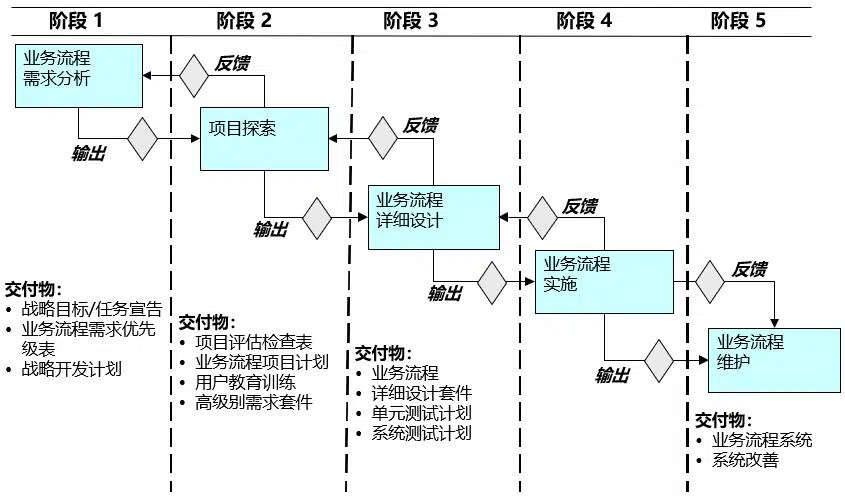 阶段 1
阶段 2
阶段 3
阶段 4
阶段 5
业务流程
需求分析
反馈
输出
项目探索
反馈
输出
业务流程
详细设计
反馈
输出
业务流程
实施
反馈
输出
业务流程
维护
交付物：
• 战略目标/任务宣告
• 业务流程需求优先
级表
• 战略开发计划
交付物：
• 项目评估检查表
• 业务流程项目计划
• 用户教育训练
• 高级别需求套件
交付物：
• 业务流程
• 详细设计套件
• 单元测试计划
• 系统测试计划
交付物：
• 业务流程系统
• 系统改善